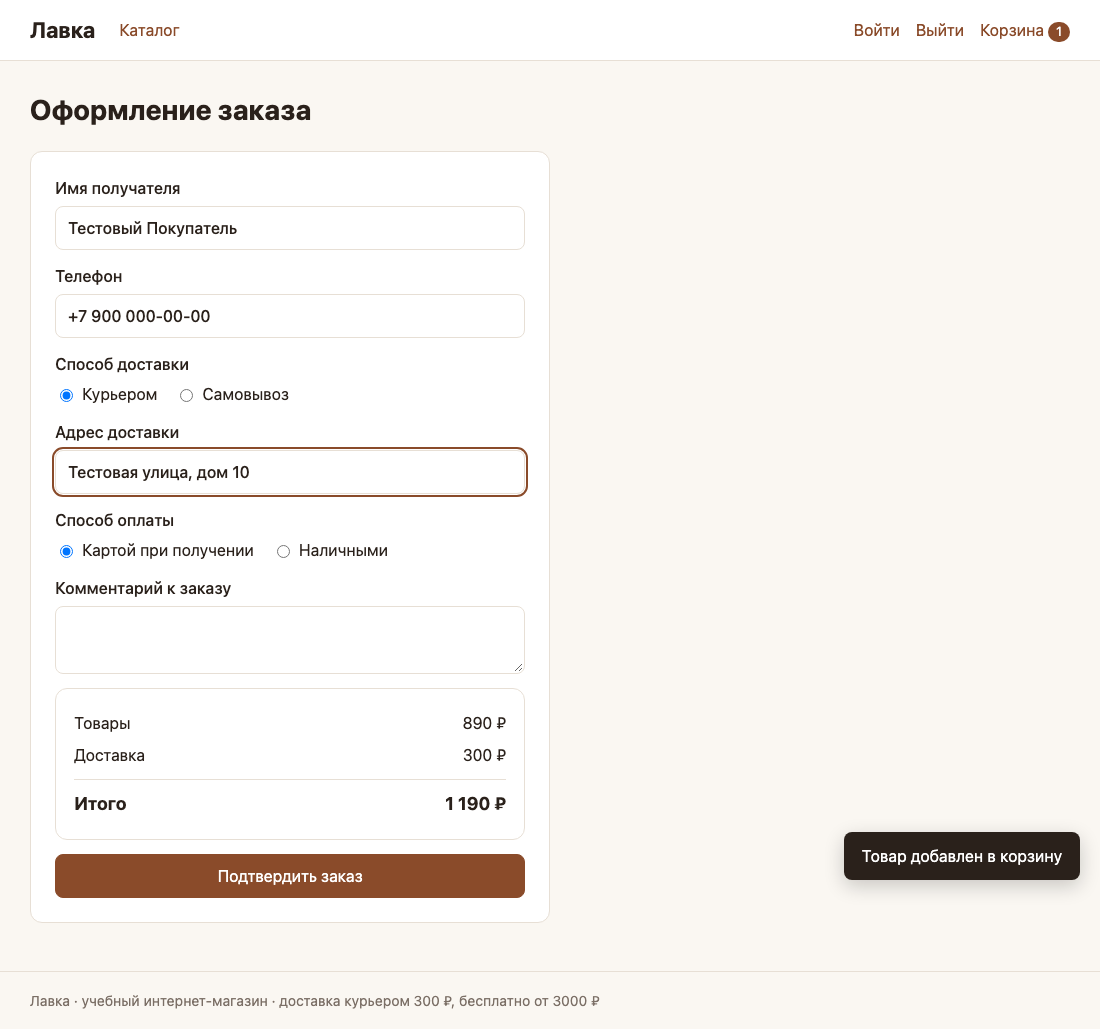 Лавка Каталог Войти Выйти Корзина 1
Оформление заказа
Имя получателя
Тестовый Покупатель
Телефон
+7 900 000-00-00
Способ доставки
Курьером Самовывоз
Адрес доставки
Тестовая улица, дом 10
Способ оплаты
Картой при получении Наличными
Комментарий к заказу
Товары 890 ₽
Доставка 300 ₽
Итого 1 190 ₽
Товар добавлен в корзину
Подтвердить заказ
Лавка · учебный интернет-магазин · доставка курьером 300 ₽, бесплатно от 3000 ₽